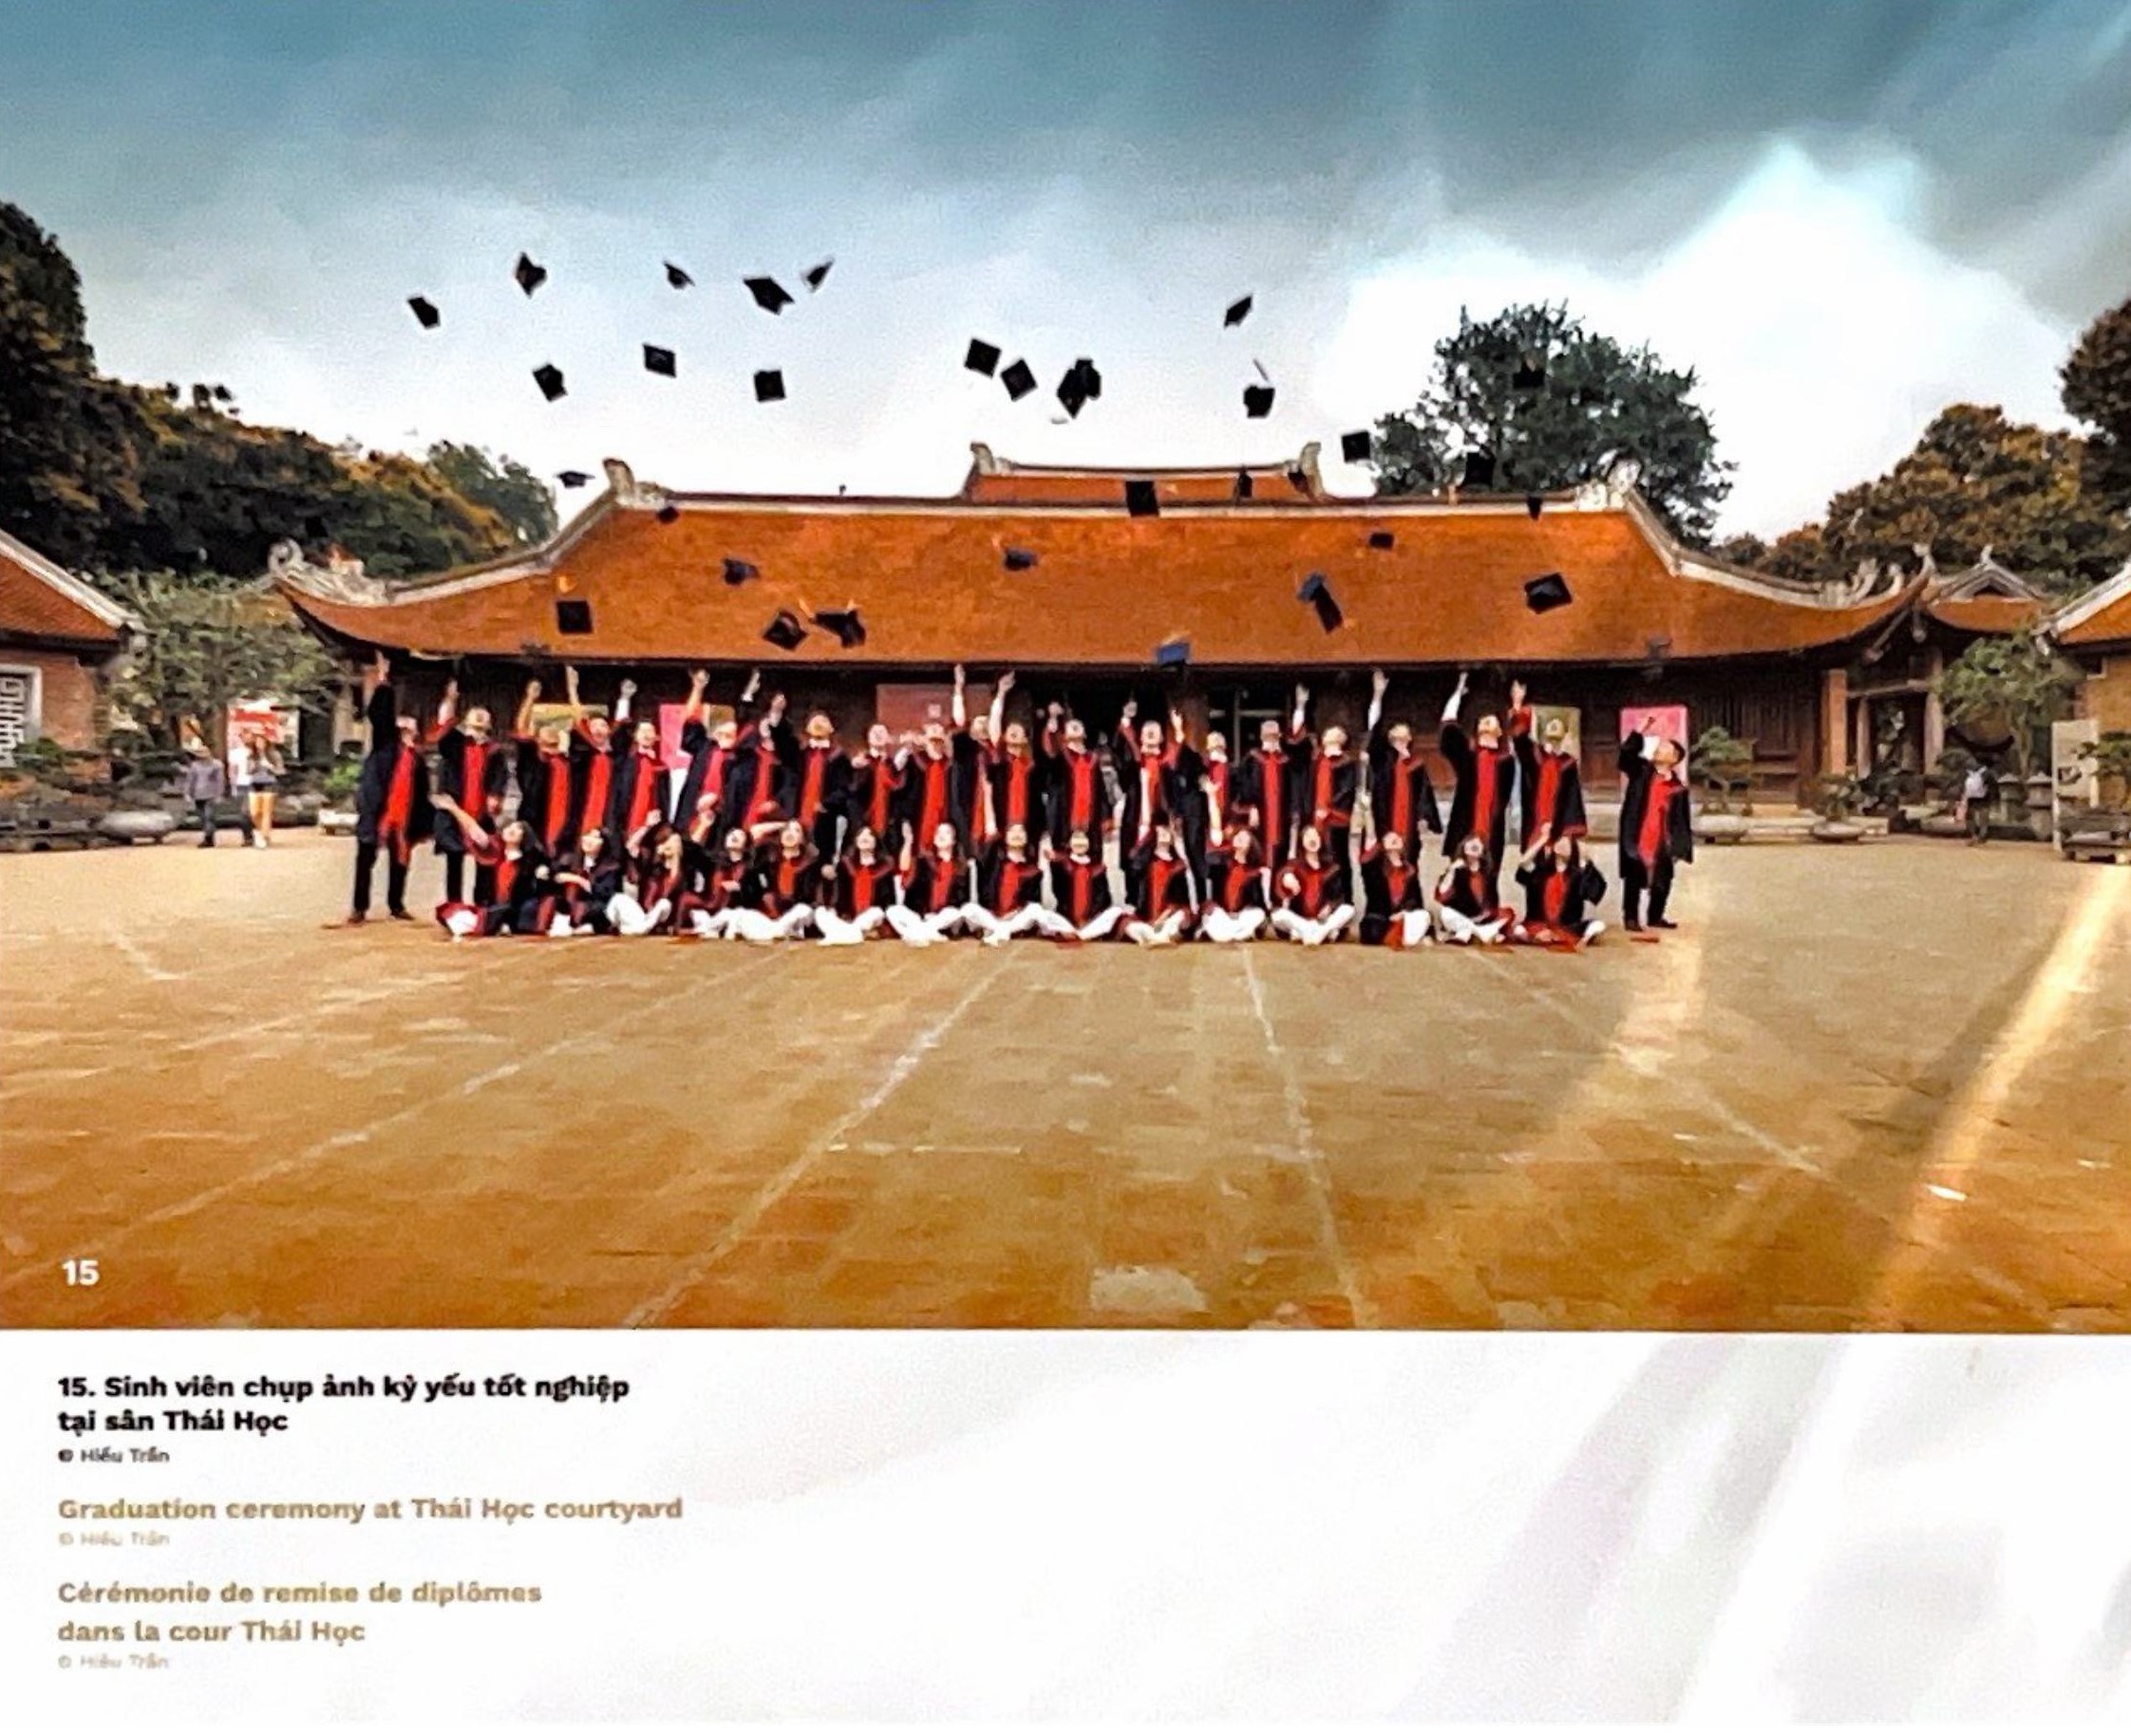 15
15. Sinh viên chụp ảnh kỷ yếu tốt nghiệp
tại sân Thái Học
© Hiếu Trần
Graduation ceremony at Thái Học courtyard
© Hiếu Trần
Cérémonie de remise de diplômes
dans la cour Thái Học
© Hiếu Trần